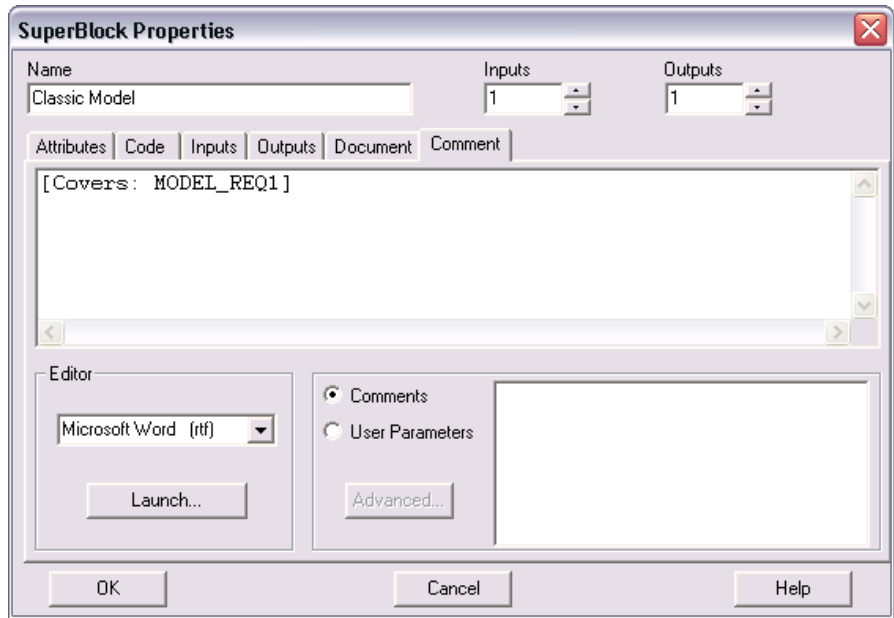 SuperBlock Properties
Name Inputs Outputs
Classic Model 1 1
Attributes Code Inputs Outputs Document Comment
[Covers: MODEL_REQ1]
Editor
Comments
Microsoft Word (rtf) User Parameters
Launch... Advanced...
OK Cancel Help